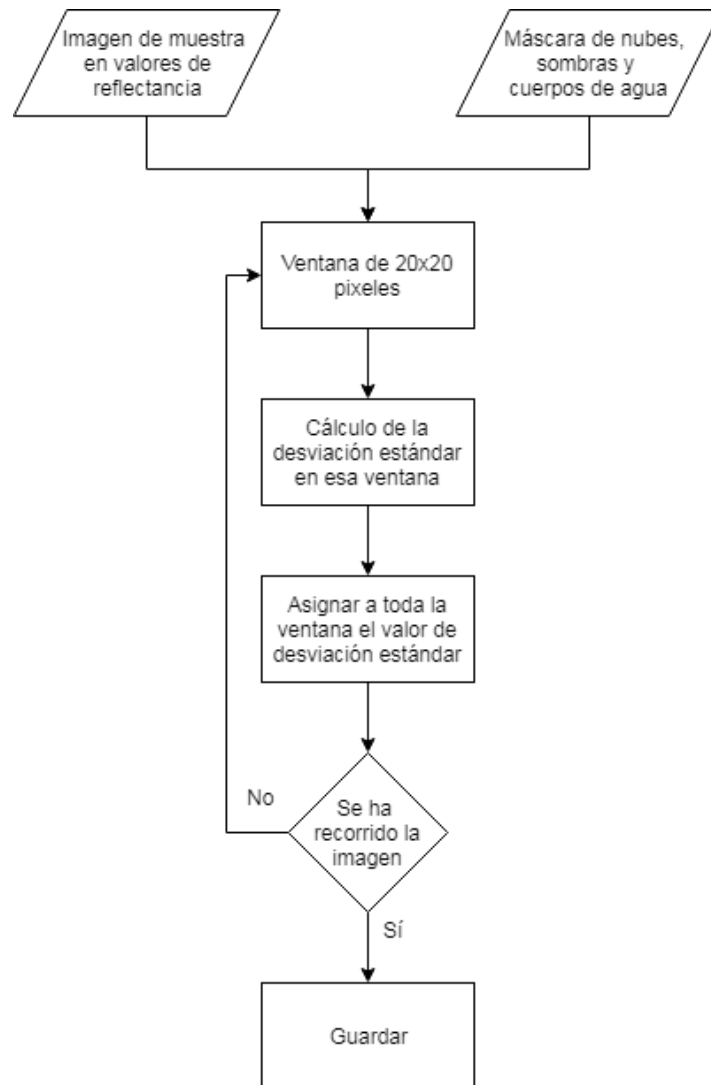 Imagen de muestra
en valores de
reflectancia
Máscara de nubes,
sombras y
cuerpos de agua
Ventana de 20x20
pixeles
Cálculo de la
desviación estándar
en esa ventana
Asignar a toda la
ventana el valor de
desviación estándar
No
Se ha
recorrido la
imagen
Sí
Guardar